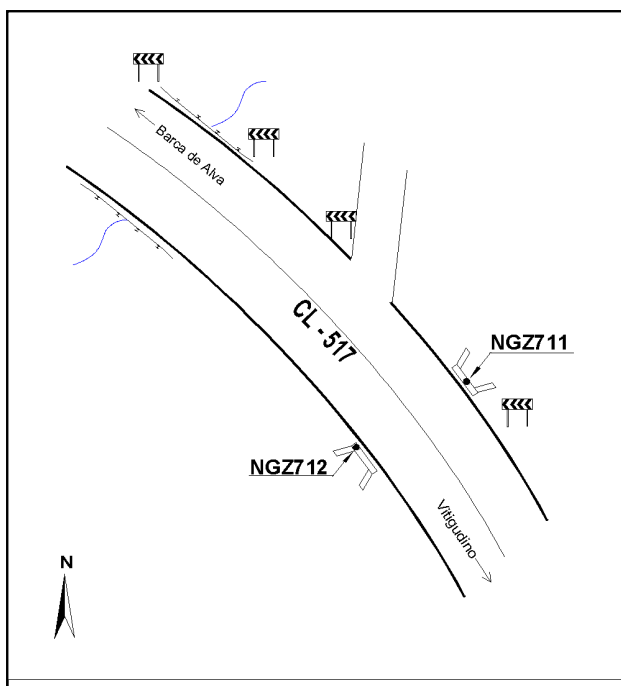 Barca de Alva
CL - 517
NGZ711
NGZ712
Vitigudino
N